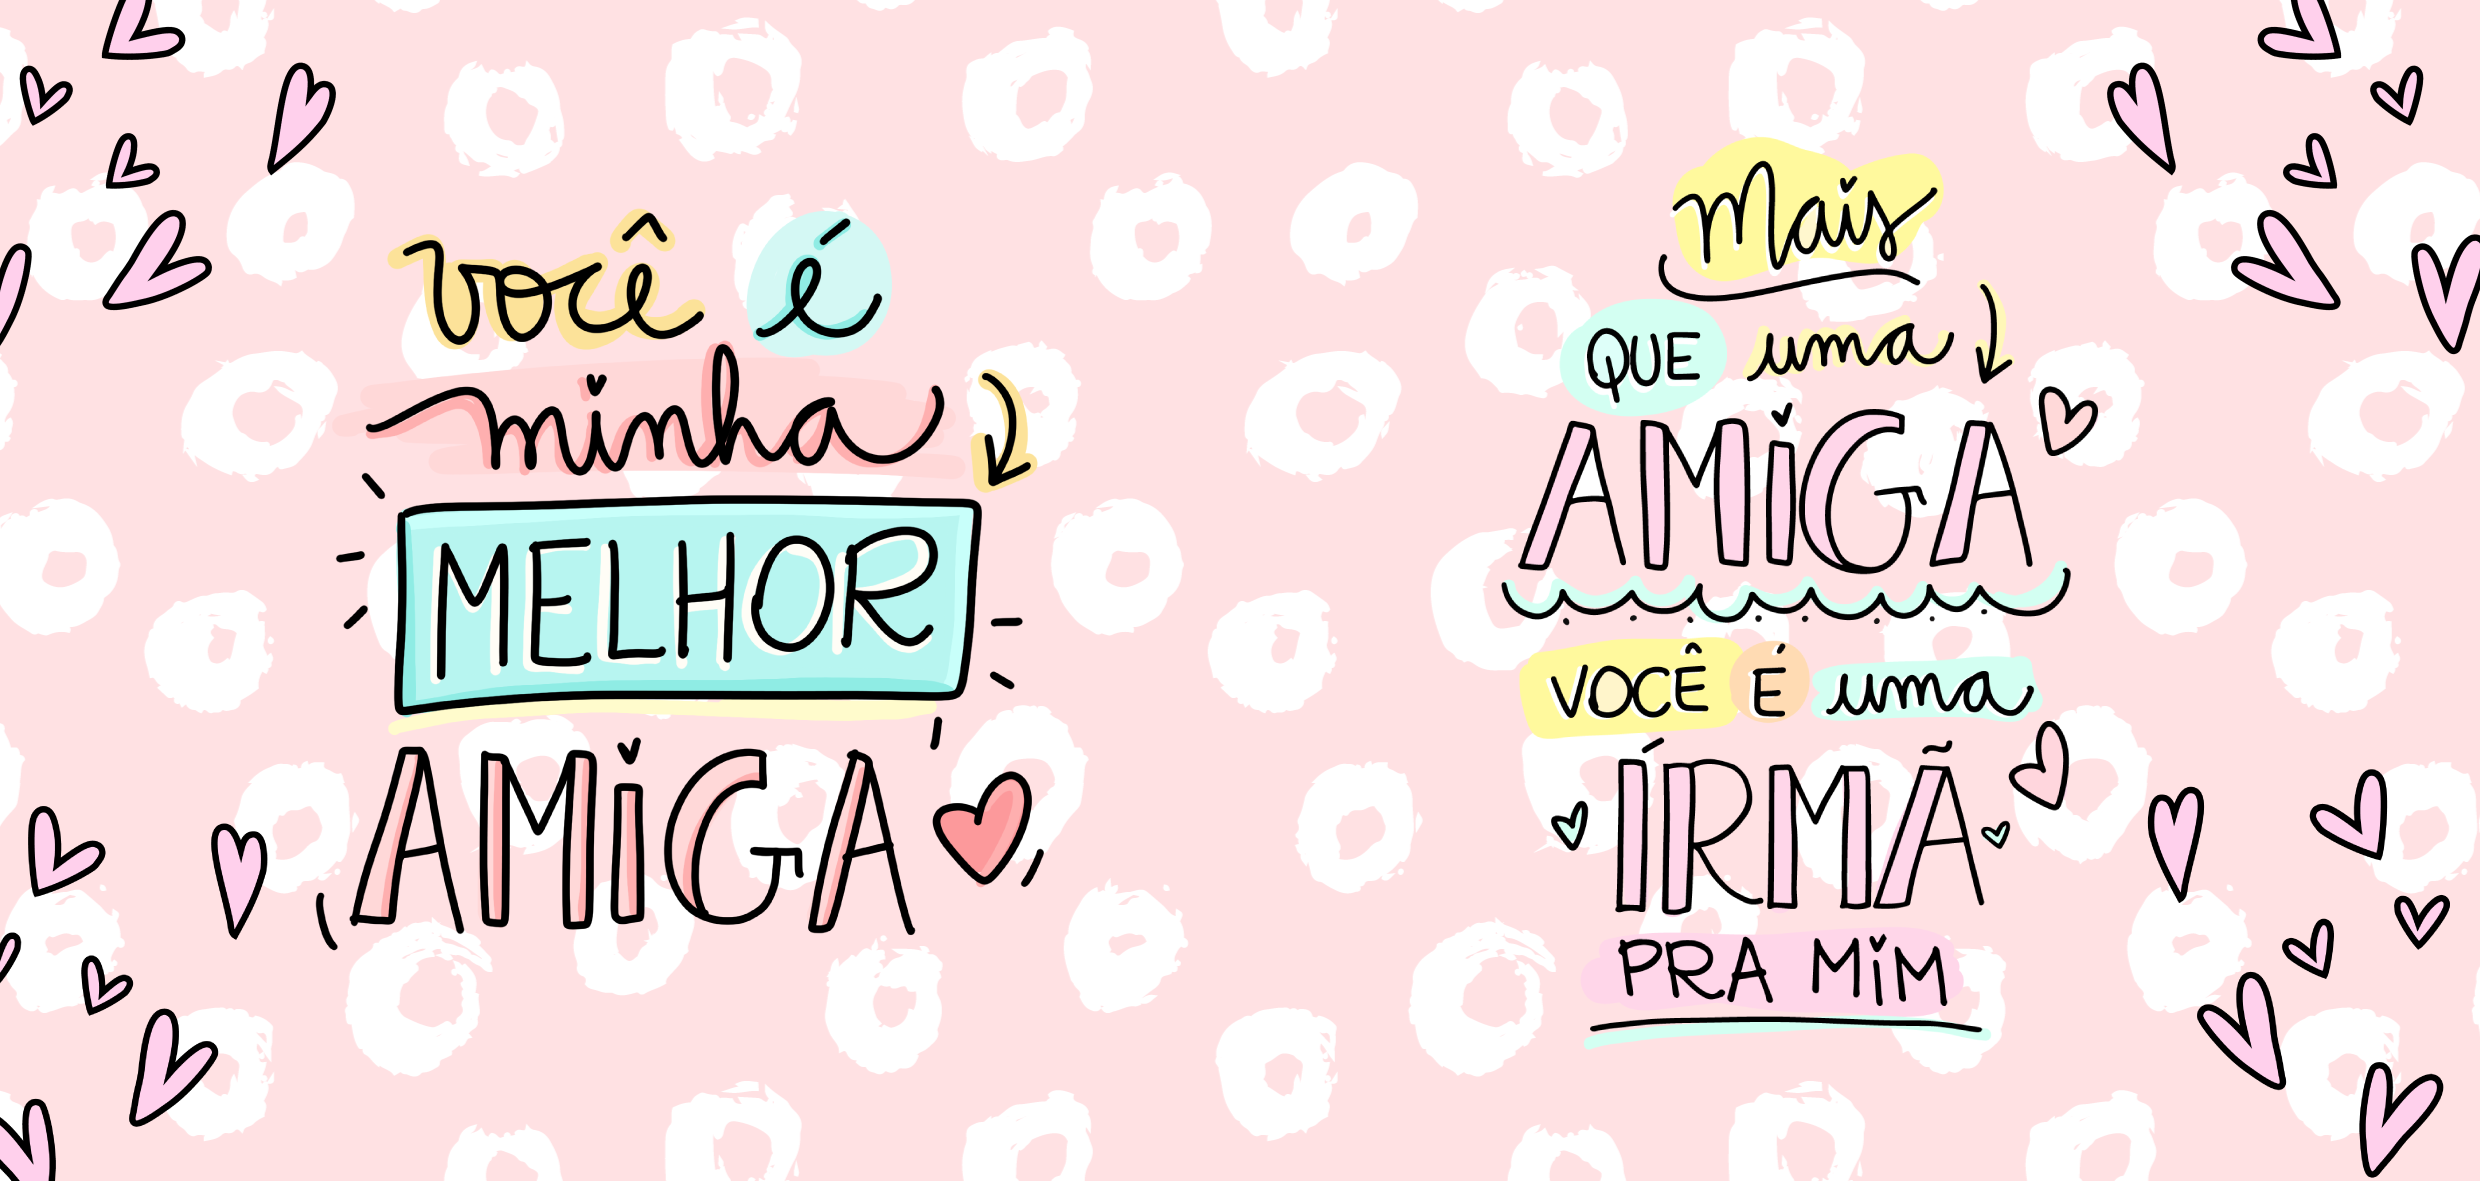 você é
minha
MELHOR
AMIGA
Mais
QUE uma
AMIGA
VOCÊ É uma
ÍRMÃ
PRA MIM